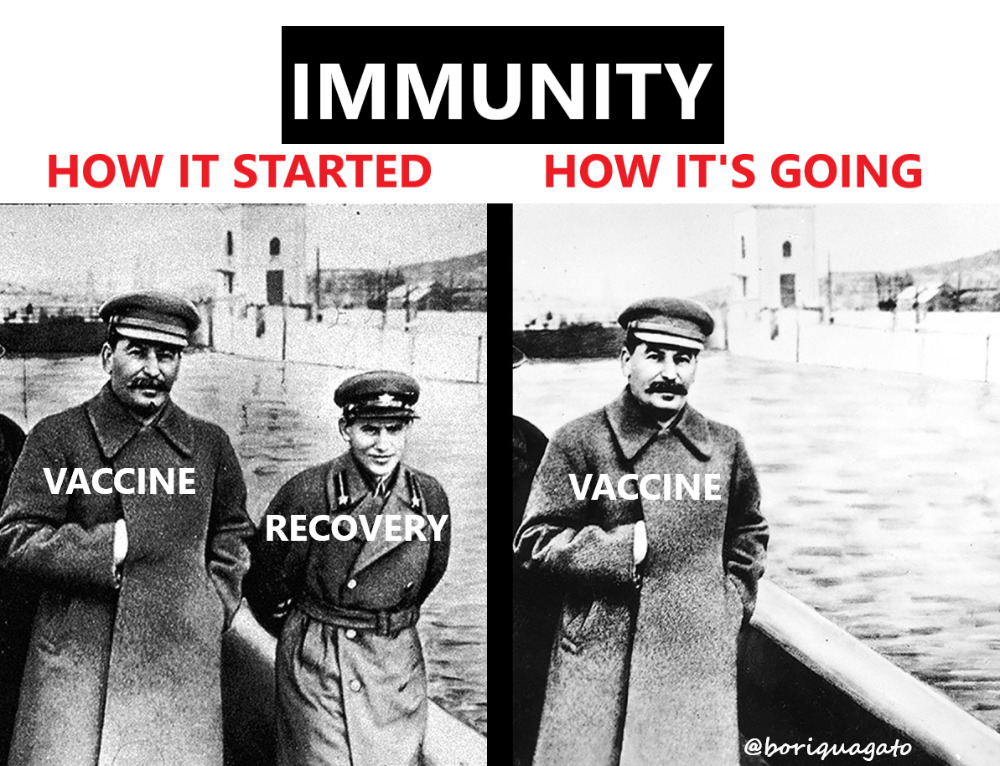 IMMUNITY
HOW IT STARTED
HOW IT'S GOING
VACCINE
RECOVERY
VACCINE
@boriquagato